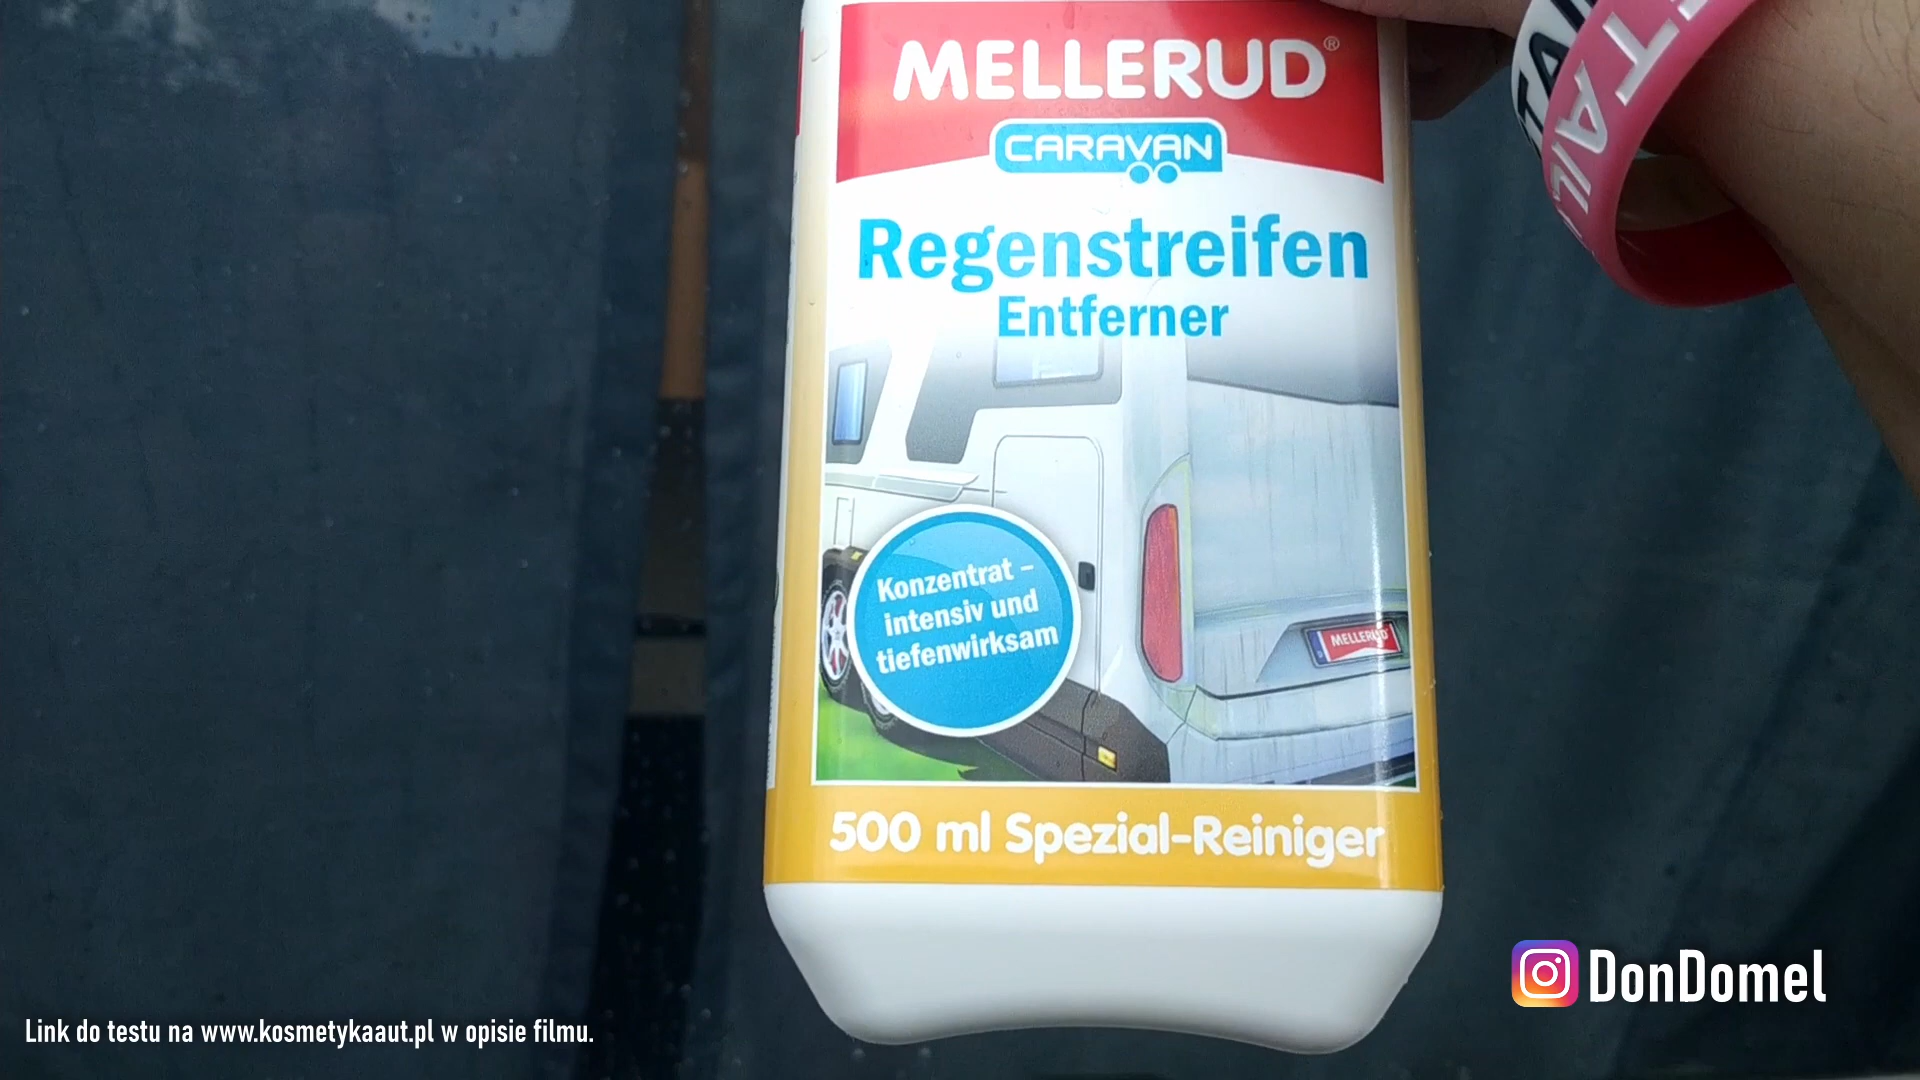 MELLERUD®
CARAVAN
Regenstreifen
Entferner
Konzentrat –
intensiv und
tiefenwirksam
MELLERUD
500 ml Spezial-Reiniger
TAIL
DonDomel
Link do testu na www.kosmetykaaut.pl w opisie filmu.